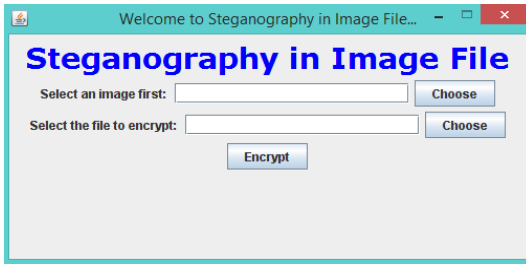 Welcome to Steganography in Image File...
Steganography in Image File
Select an image first: Choose
Select the file to encrypt: Choose
Encrypt